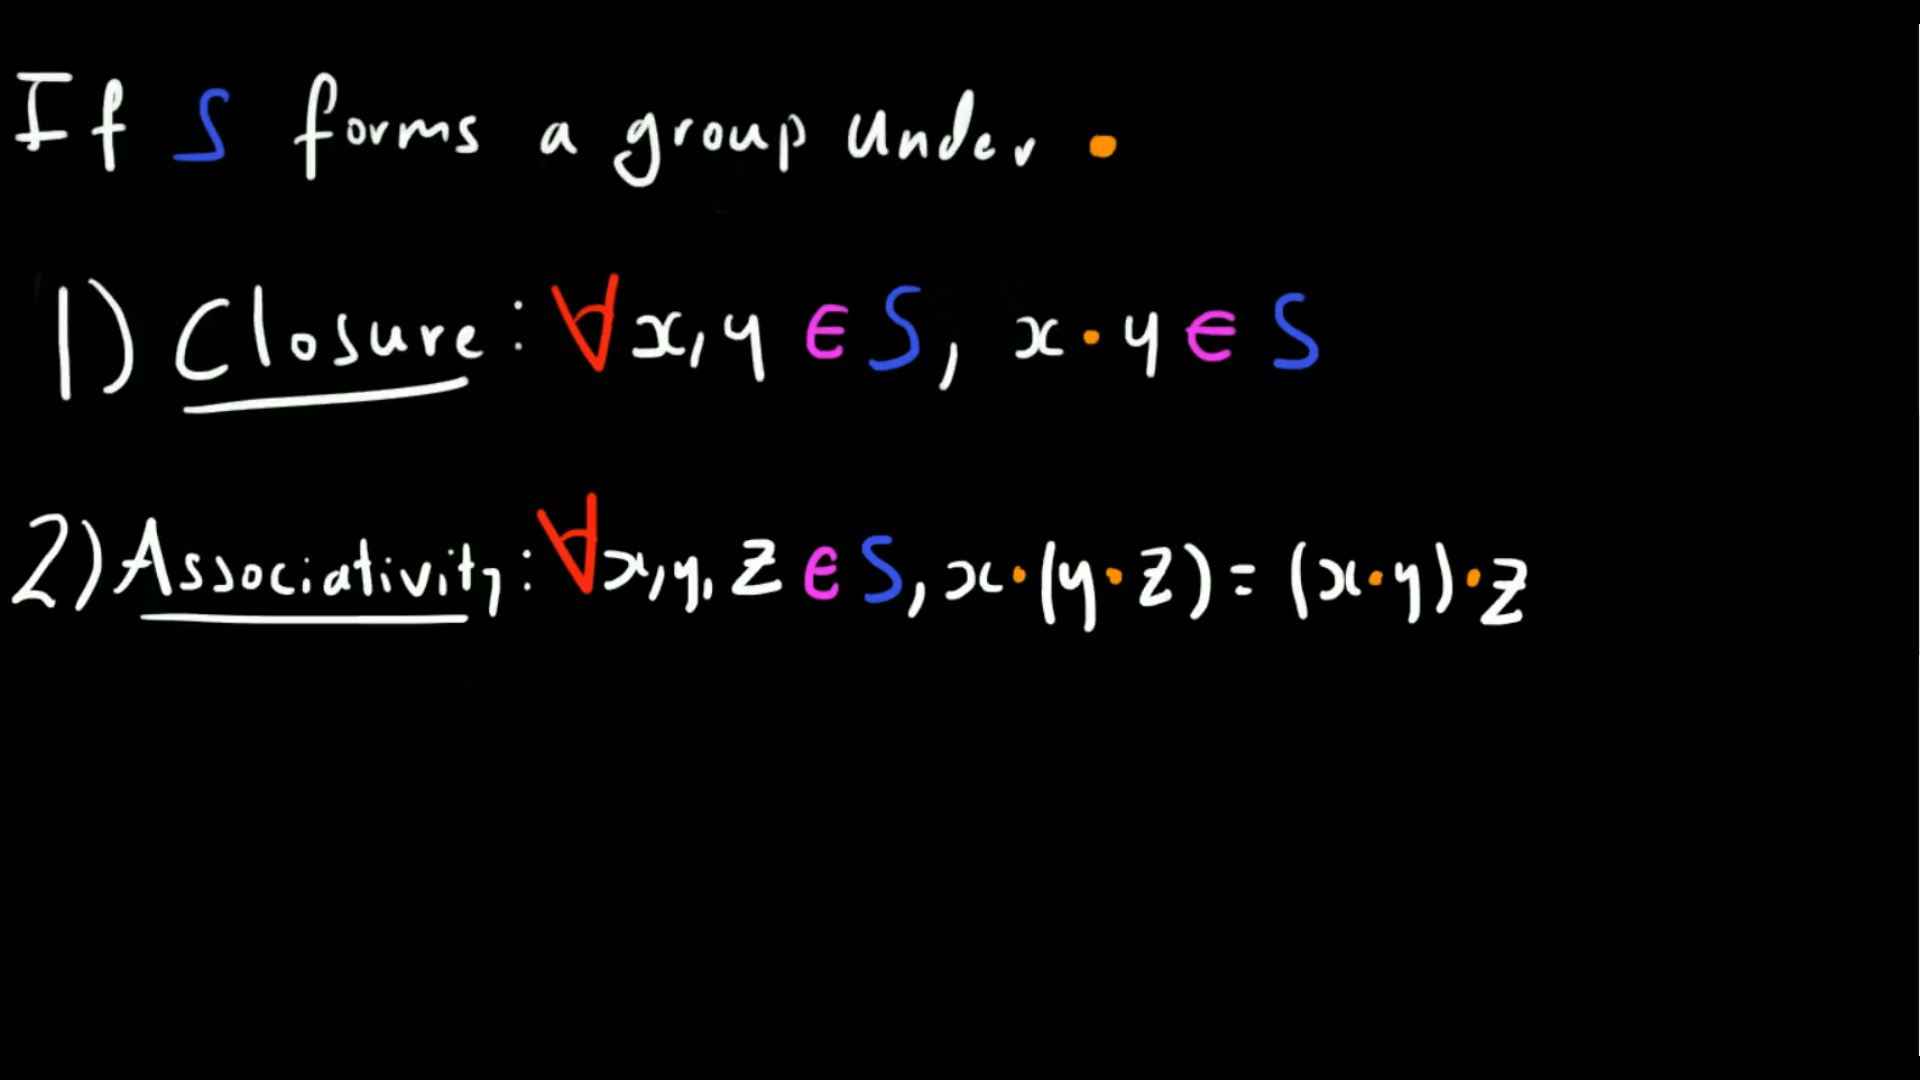 If S forms a group under ·
1) Closure: ∀x,y ∈ S, x·y ∈ S
2) Associativity: ∀x,y,z ∈ S, x·(y·z) = (x·y)·z